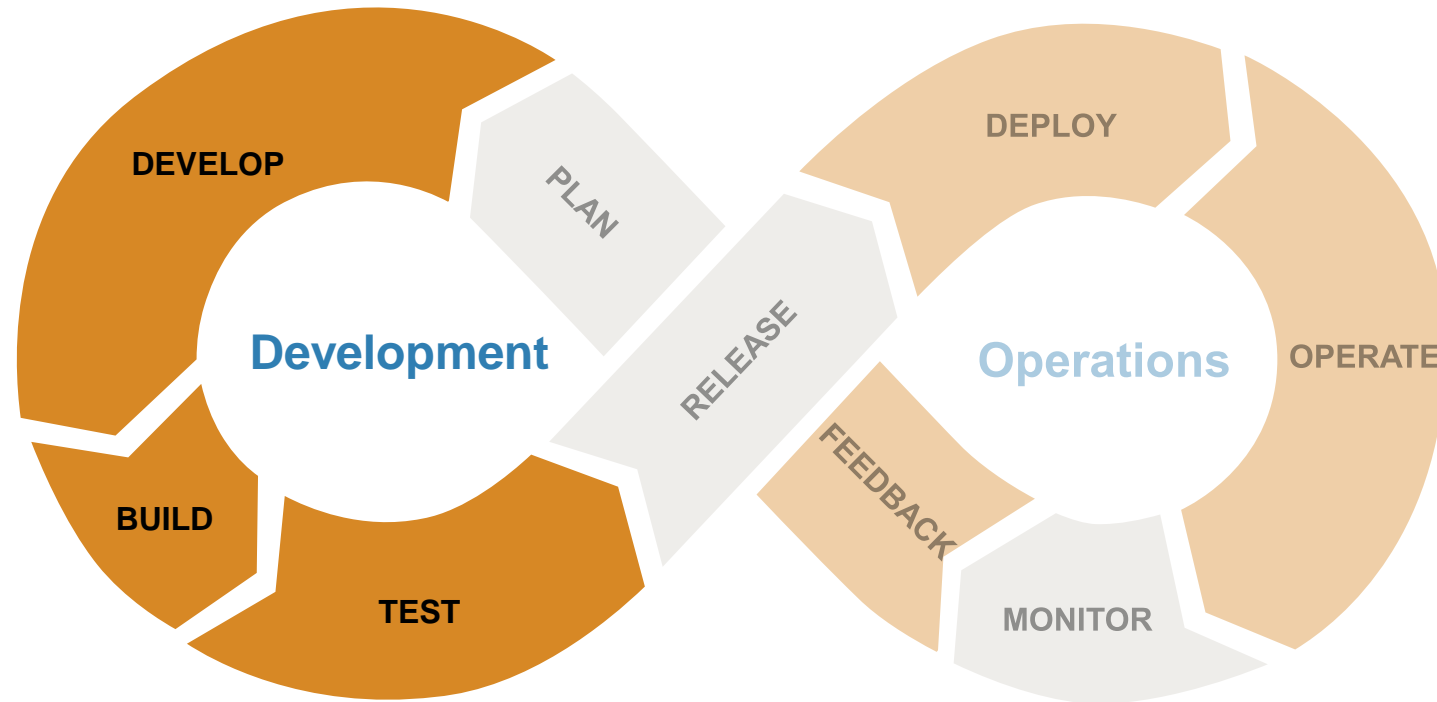 DEPLOY
DEVELOP
PLAN
Development
RELEASE
Operations
OPERATE
FEEDBACK
BUILD
TEST
MONITOR